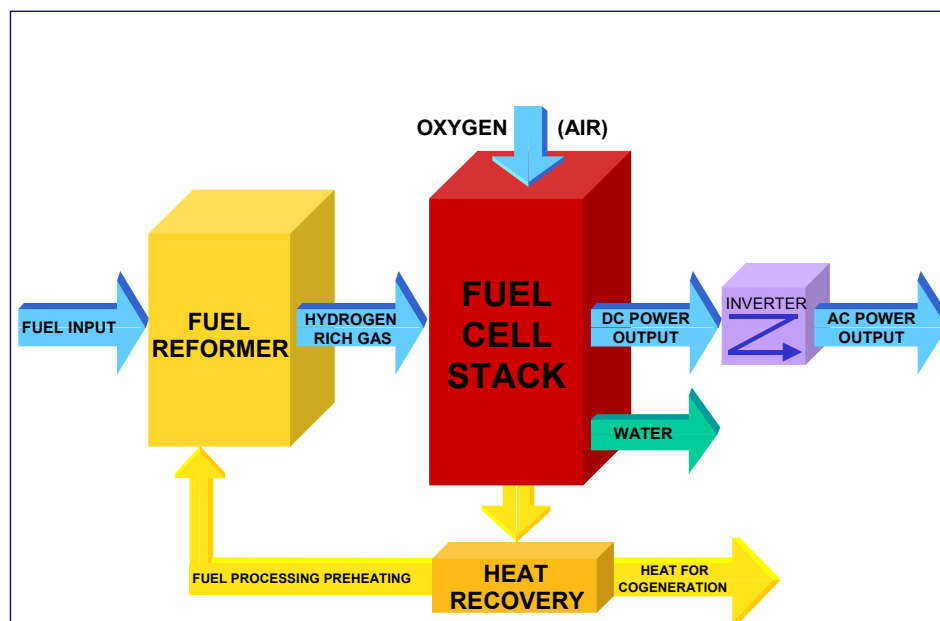 OXYGEN (AIR)
FUEL INPUT
FUEL
REFORMER
HYDROGEN
RICH GAS
FUEL
CELL
STACK
DC POWER
OUTPUT
INVERTER
AC POWER
OUTPUT
WATER
FUEL PROCESSING PREHEATING
HEAT
RECOVERY
HEAT FOR
COGENERATION